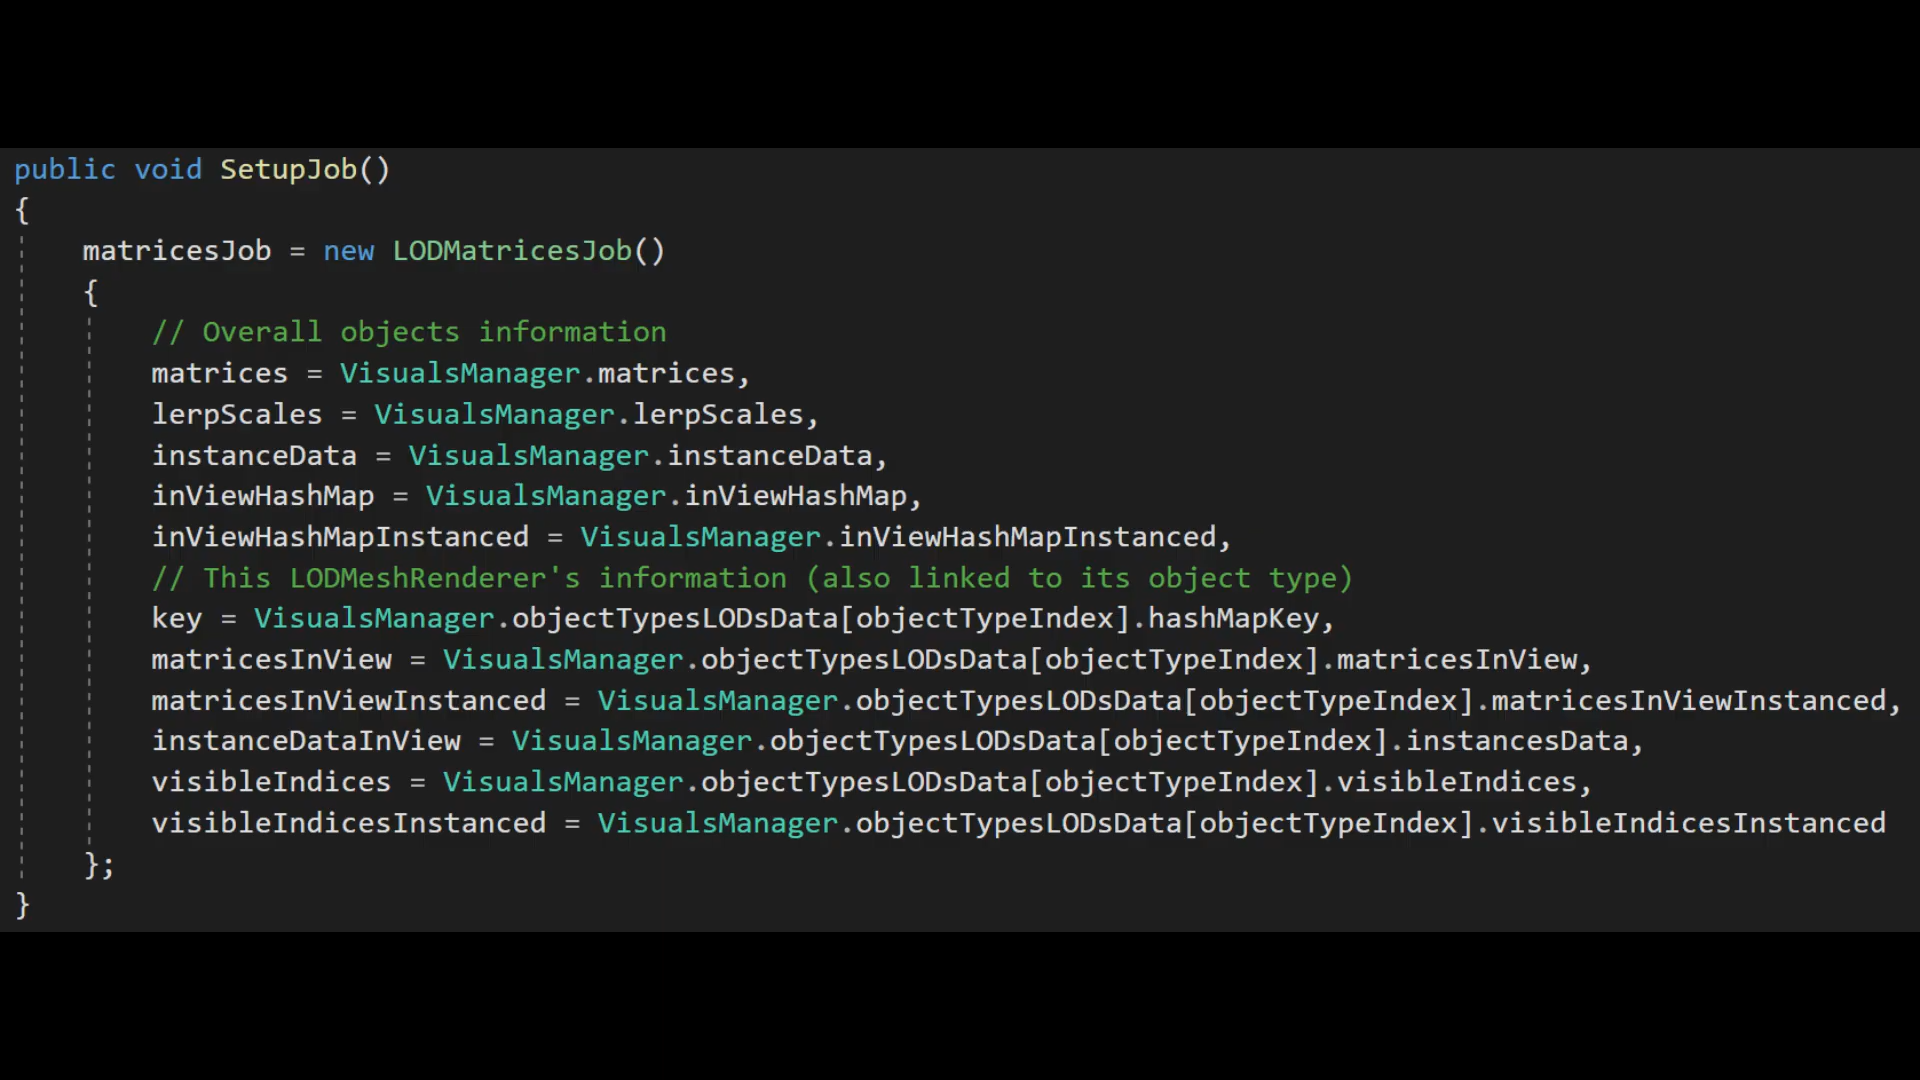 public void SetupJob()
{
matricesJob = new LODMatricesJob()
{
// Overall objects information
matrices = VisualsManager.matrices,
lerpScales = VisualsManager.lerpScales,
instanceData = VisualsManager.instanceData,
inViewHashMap = VisualsManager.inViewHashMap,
inViewHashMapInstanced = VisualsManager.inViewHashMapInstanced,
// This LODMeshRenderer's information (also linked to its object type)
key = VisualsManager.objectTypesLODsData[objectTypeIndex].hashMapKey,
matricesInView = VisualsManager.objectTypesLODsData[objectTypeIndex].matricesInView,
matricesInViewInstanced = VisualsManager.objectTypesLODsData[objectTypeIndex].matricesInViewInstanced,
instanceDataInView = VisualsManager.objectTypesLODsData[objectTypeIndex].instancesData,
visibleIndices = VisualsManager.objectTypesLODsData[objectTypeIndex].visibleIndices,
visibleIndicesInstanced = VisualsManager.objectTypesLODsData[objectTypeIndex].visibleIndicesInstanced
};
}